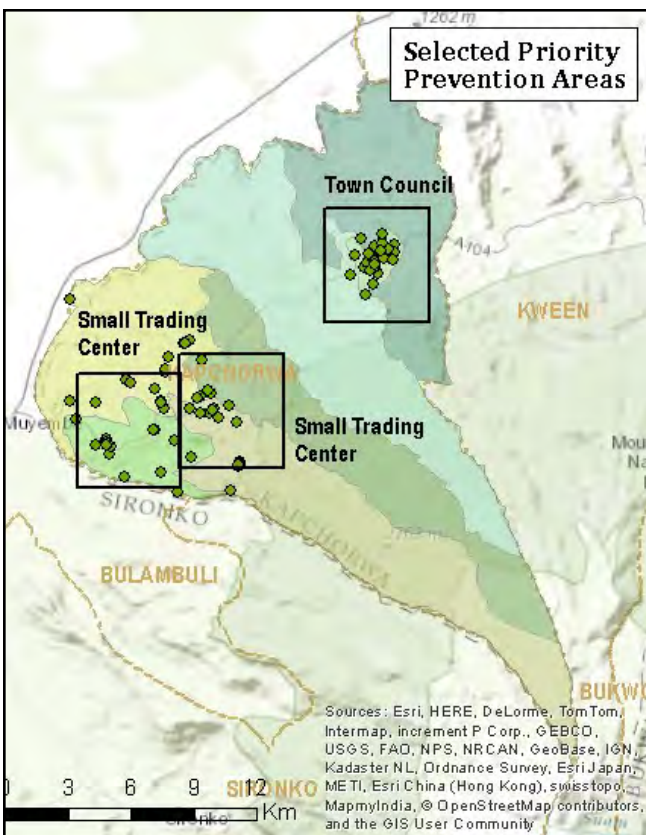 1262 m
Selected Priority
Prevention Areas
Town Council
A104
KWEEN
Small Trading
Center
KAPCHORWA
Small Trading
Center
SIRONKO
KAPCHORWA
BULAMBULI
Sources: Esri, HERE, DeLorme, TomTom,
Intermap, increment P Corp., GEBCO,
USGS, FAO, NPS, NRCAN, GeoBase, IGN,
Kadaster NL, Ordnance Survey, Esri Japan,
METI, Esri China (Hong Kong), swisstopo,
MapmyIndia, © OpenStreetMap contributors,
and the GIS User Community
SIRONKO
0 3 6 9 12
Km
Sironko